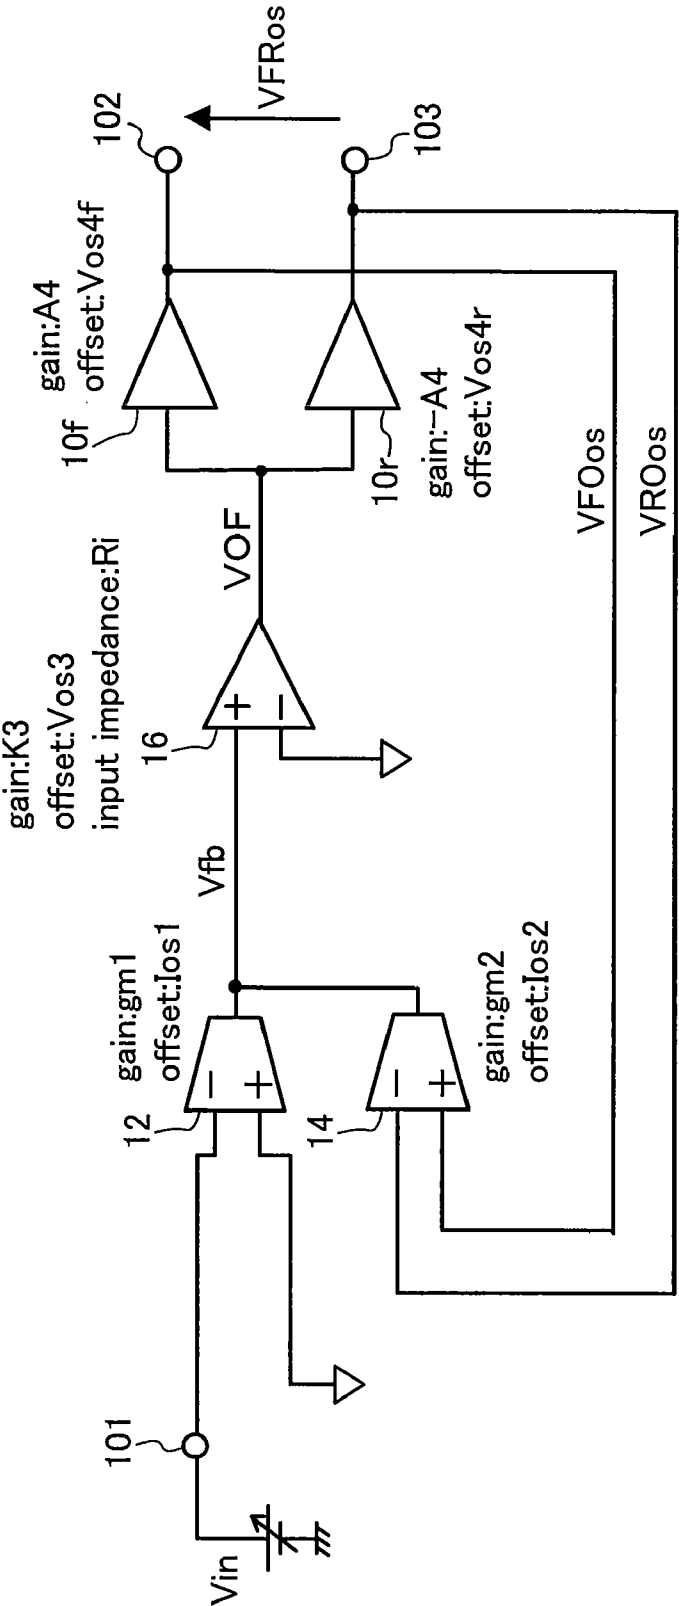 Vin
101
12
gain:gm1
offset:Ios1
−
+
14
gain:gm2
offset:Ios2
−
+
Vfb
gain:K3
offset:Vos3
input impedance:Ri
16
+
−
VOF
10f
gain:A4
offset:Vos4f
10r
gain:−A4
offset:Vos4r
102
103
VFRos
VFOos
VROos